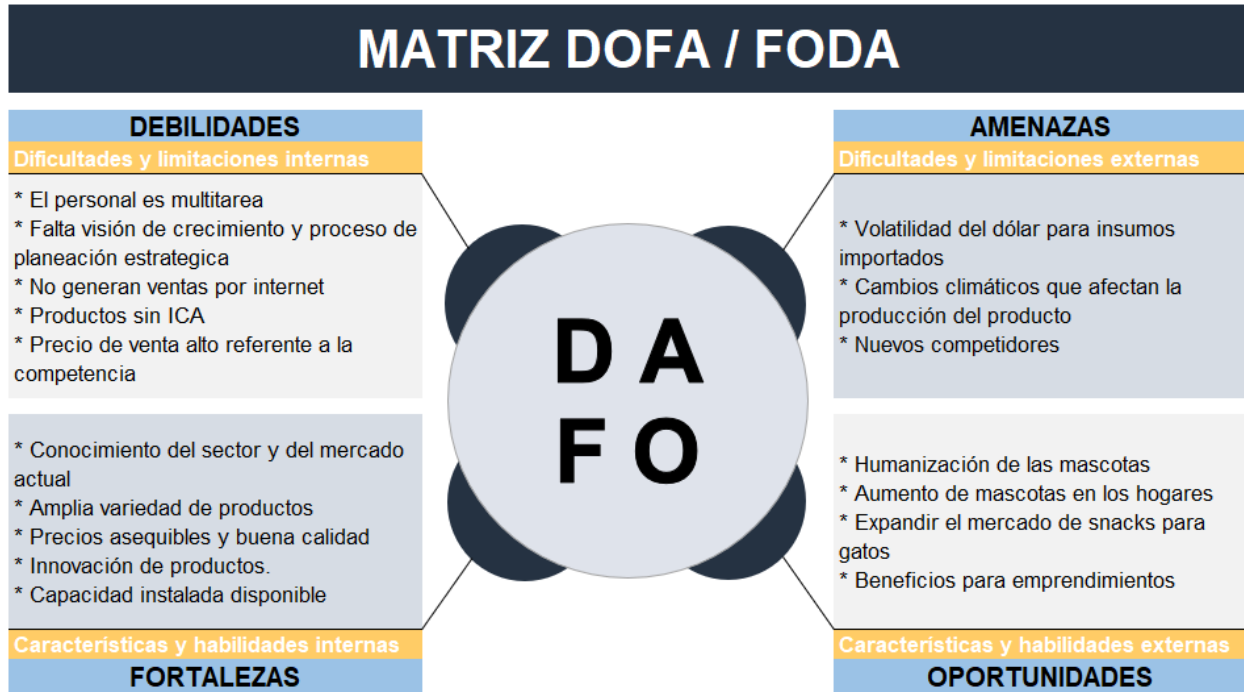 MATRIZ DOFA / FODA
DEBILIDADES
Dificultades y limitaciones internas
* El personal es multitarea
* Falta visión de crecimiento y proceso de
planeación estrategica
* No generan ventas por internet
* Productos sin ICA
* Precio de venta alto referente a la
competencia
AMENAZAS
Dificultades y limitaciones externas
* Volatilidad del dólar para insumos
importados
* Cambios climáticos que afectan la
producción del producto
* Nuevos competidores
D A
F O
* Conocimiento del sector y del mercado
actual
* Amplia variedad de productos
* Precios asequibles y buena calidad
* Innovación de productos.
* Capacidad instalada disponible
Características y habilidades internas
FORTALEZAS
* Humanización de las mascotas
* Aumento de mascotas en los hogares
* Expandir el mercado de snacks para
gatos
* Beneficios para emprendimientos
Características y habilidades externas
OPORTUNIDADES